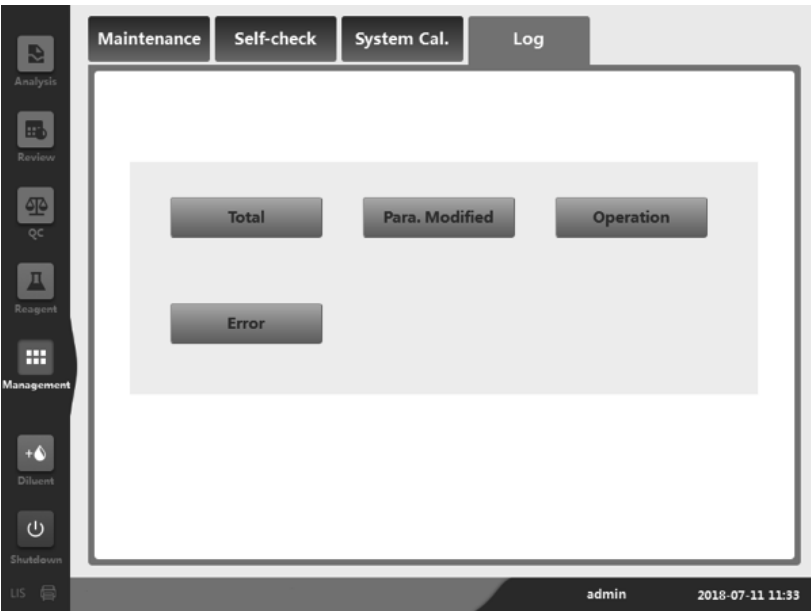 Maintenance Self-check System Cal. Log
Analysis
Review
QC
Reagent
Management
+
Diluent
Shutdown
LIS
Total Para. Modified Operation
Error
admin 2018-07-11 11:33